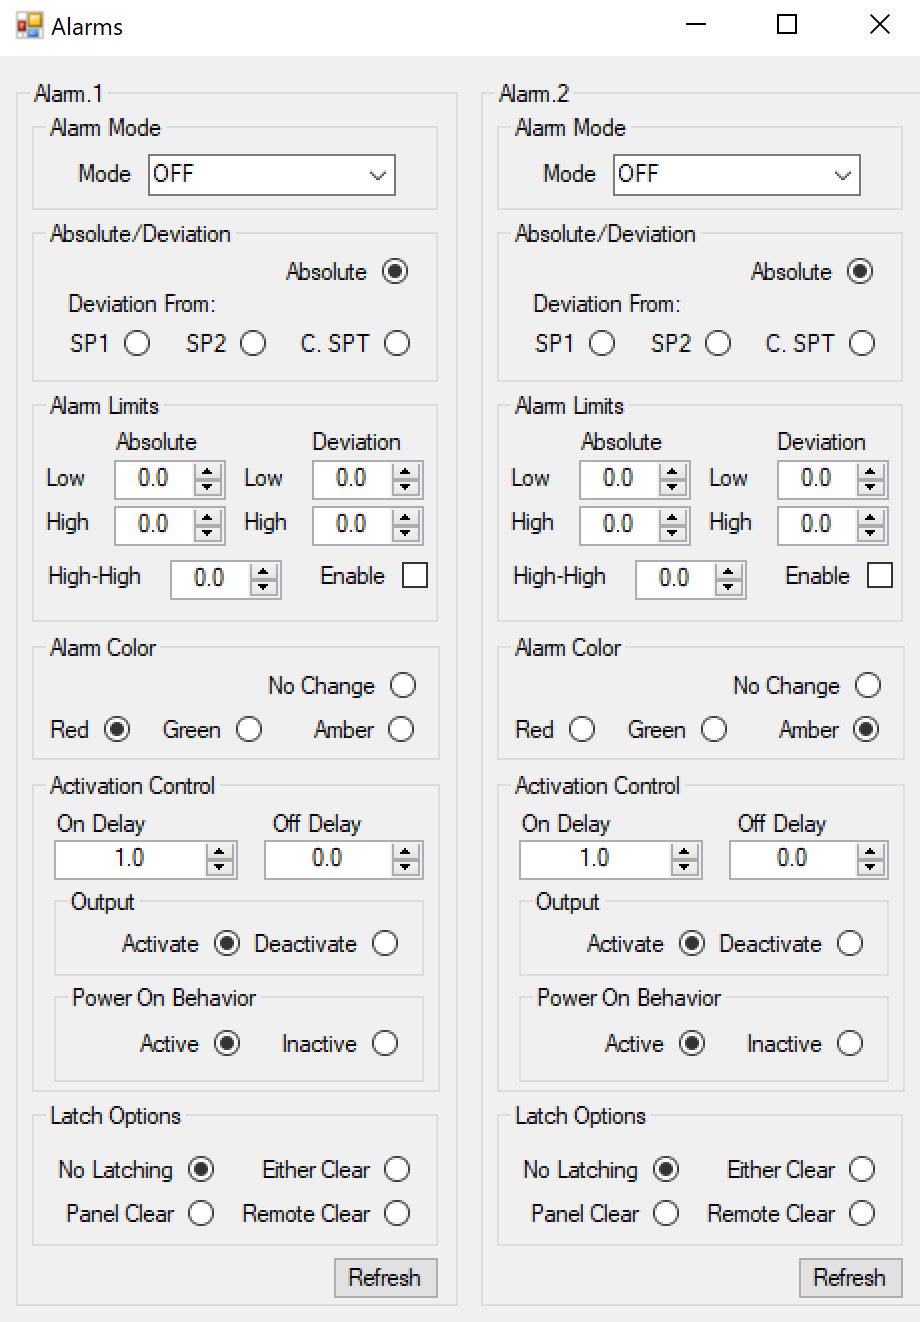 Alarms
Alarm.1
Alarm Mode
Mode OFF
Absolute/Deviation
Absolute
Deviation From:
SP1 SP2 C. SPT
Alarm Limits
Absolute Deviation
Low 0.0 Low 0.0
High 0.0 High 0.0
High-High 0.0 Enable
Alarm Color
No Change
Red Green Amber
Activation Control
On Delay Off Delay
1.0 0.0
Output
Activate Deactivate
Power On Behavior
Active Inactive
Latch Options
No Latching Either Clear
Panel Clear Remote Clear
Refresh
Alarm.2
Alarm Mode
Mode OFF
Absolute/Deviation
Absolute
Deviation From:
SP1 SP2 C. SPT
Alarm Limits
Absolute Deviation
Low 0.0 Low 0.0
High 0.0 High 0.0
High-High 0.0 Enable
Alarm Color
No Change
Red Green Amber
Activation Control
On Delay Off Delay
1.0 0.0
Output
Activate Deactivate
Power On Behavior
Active Inactive
Latch Options
No Latching Either Clear
Panel Clear Remote Clear
Refresh